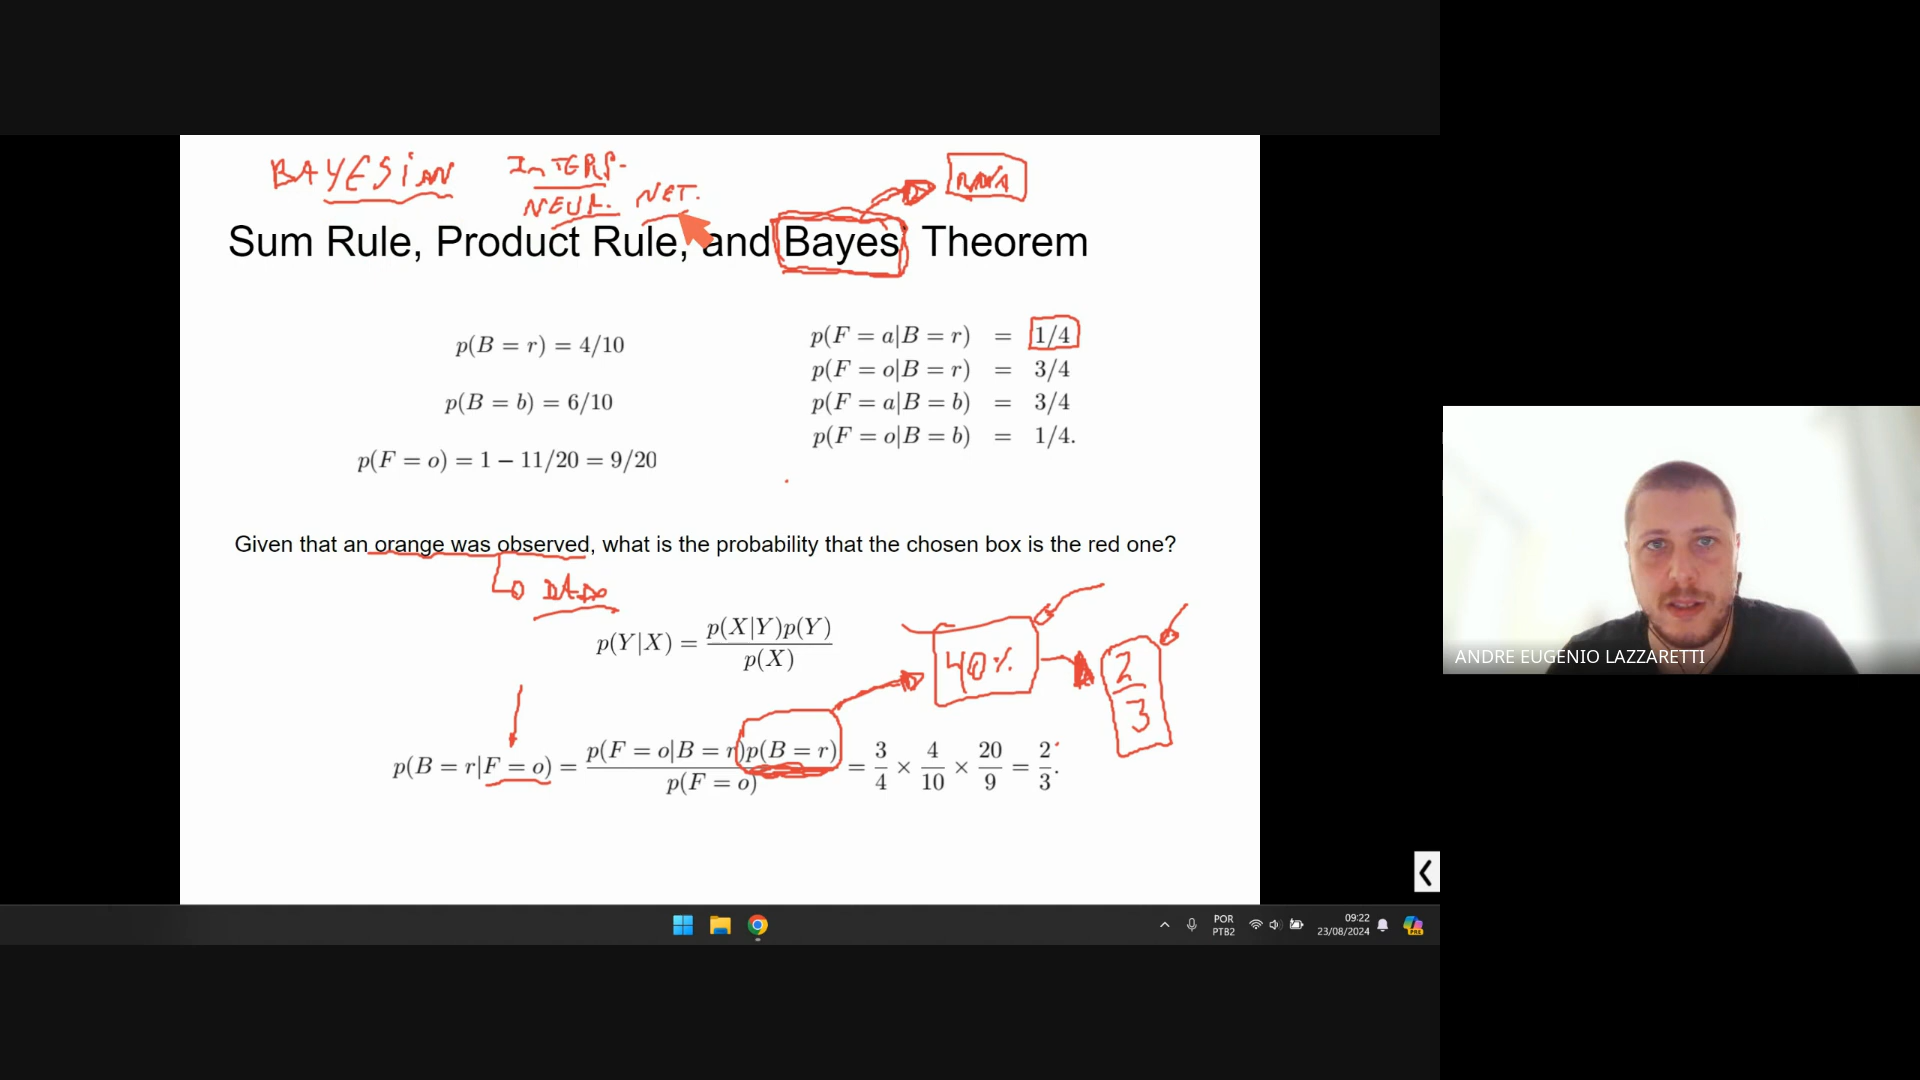 BAYESiAN InTERP.
NEUR. NET.
Sum Rule, Product Rule, and Bayes Theorem
p(B = r) = 4/10
p(B = b) = 6/10
p(F = o) = 1 − 11/20 = 9/20
p(F = a|B = r) = 1/4
p(F = o|B = r) = 3/4
p(F = a|B = b) = 3/4
p(F = o|B = b) = 1/4.
Given that an orange was observed, what is the probability that the chosen box is the red one?
DADO
p(Y|X) = p(X|Y)p(Y) / p(X)
40%
2/3
p(B = r|F = o) = p(F = o|B = r)p(B = r) / p(F = o) = 3/4 × 4/10 × 20/9 = 2/3.
ANDRE EUGENIO LAZZARETTI
POR
PTB2
09:22
23/08/2024
PRE